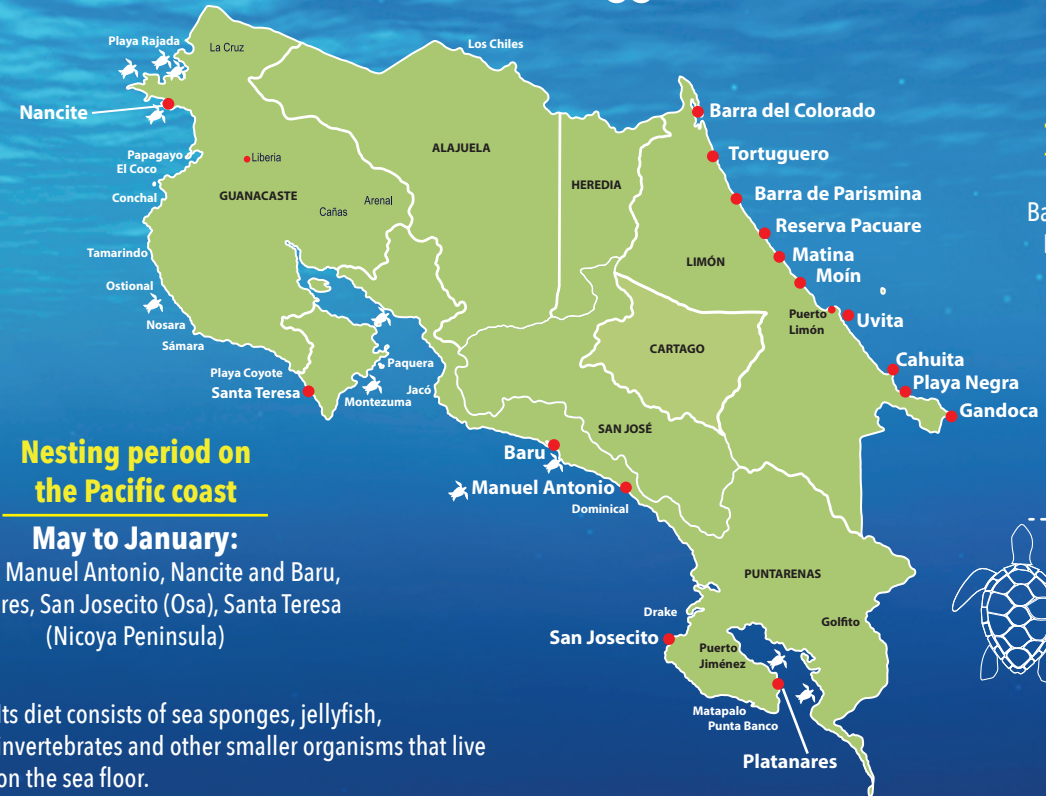 Playa Rajada
La Cruz
Los Chiles
Nancite
Barra del Colorado
ALAJUELA
Tortuguero
Papagayo
El Coco
Liberia
HEREDIA
Conchal
GUANACASTE
Cañas
Arenal
Barra de Parismina
Reserva Pacuare
Tamarindo
LIMÓN
Matina
Moín
Ostional
Nosara
Sámara
Puerto
Limón
Uvita
CARTAGO
Paquera
Cahuita
Playa Coyote
Santa Teresa
Montezuma
Jacó
Playa Negra
Gandoca
SAN JOSÉ
Baru
Manuel Antonio
Dominical
Nesting period on
the Pacific coast
May to January:
Manuel Antonio, Nancite and Baru,
res, San Josecito (Osa), Santa Teresa
(Nicoya Peninsula)
PUNTARENAS
Drake
Golfito
San Josecito
Puerto
Jiménez
Matapalo
Punta Banco
Platanares
Its diet consists of sea sponges, jellyfish,
invertebrates and other smaller organisms that live
on the sea floor.
Ba